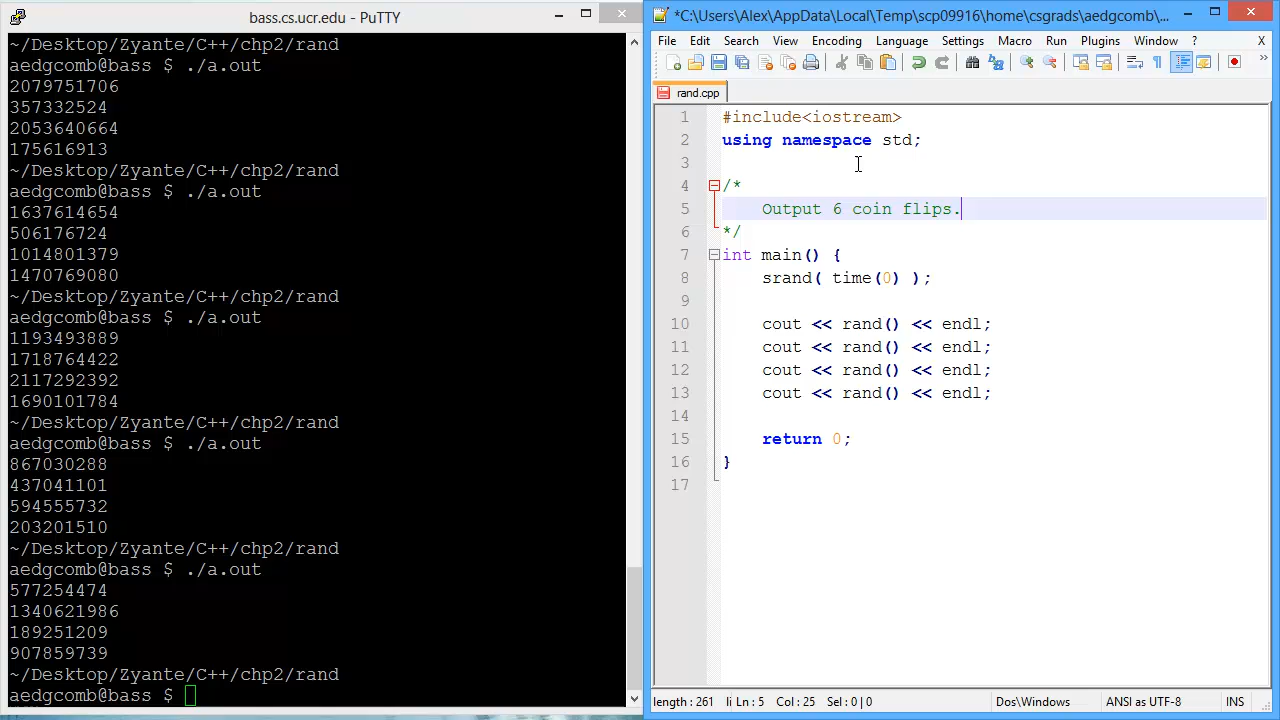 bass.cs.ucr.edu - PuTTY
~/Desktop/Zyante/C++/chp2/rand
aedgcomb@bass $ ./a.out
2079751706
357332524
2053640664
175616913
~/Desktop/Zyante/C++/chp2/rand
aedgcomb@bass $ ./a.out
1637614654
506176724
1014801379
1470769080
~/Desktop/Zyante/C++/chp2/rand
aedgcomb@bass $ ./a.out
1193493889
1718764422
2117292392
1690101784
~/Desktop/Zyante/C++/chp2/rand
aedgcomb@bass $ ./a.out
867030288
437041101
594555732
203201510
~/Desktop/Zyante/C++/chp2/rand
aedgcomb@bass $ ./a.out
577254474
1340621986
189251209
907859739
~/Desktop/Zyante/C++/chp2/rand
aedgcomb@bass $
*C:\Users\Alex\AppData\Local\Temp\scp09916\home\csgrads\aedgcomb\...
File Edit Search View Encoding Language Settings Macro Run Plugins Window ? X
rand.cpp
1 #include<iostream>
2 using namespace std;
3
4 /*
5 Output 6 coin flips.
6 */
7 int main() {
8 srand( time(0) );
9
10 cout << rand() << endl;
11 cout << rand() << endl;
12 cout << rand() << endl;
13 cout << rand() << endl;
14
15 return 0;
16 }
17
length : 261 li Ln : 5 Col : 25 Sel : 0 | 0 Dos\Windows ANSI as UTF-8 INS